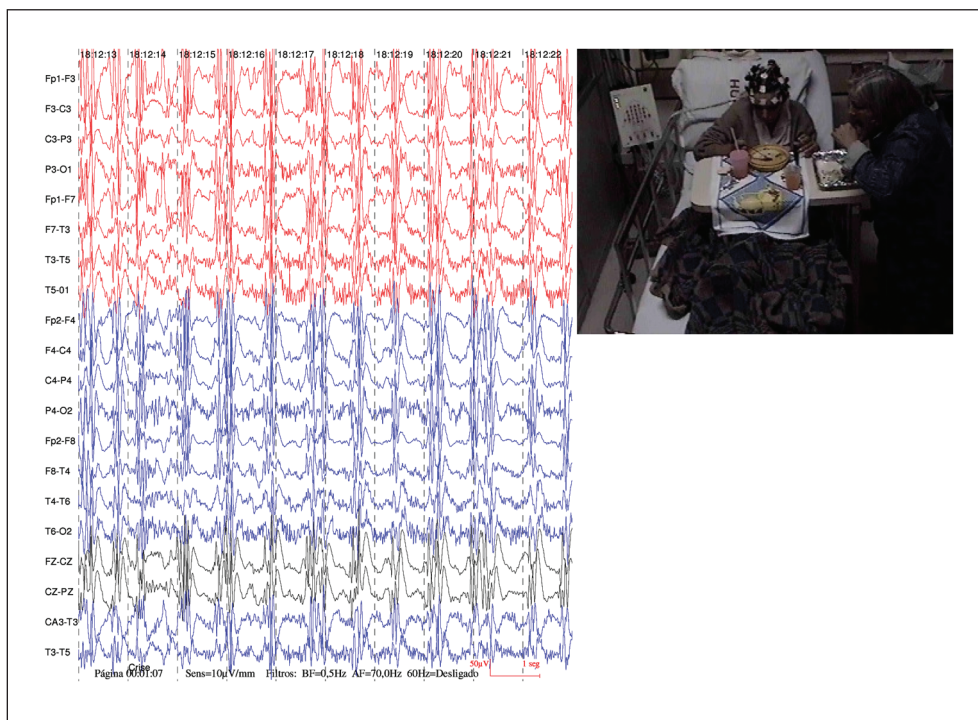 18:12:13 18:12:14 18:12:15 18:12:16 18:12:17 18:12:18 18:12:19 18:12:20 18:12:21 18:12:22
Fp1-F3
F3-C3
C3-P3
P3-O1
Fp1-F7
F7-T3
T3-T5
T5-01
Fp2-F4
F4-C4
C4-P4
P4-O2
Fp2-F8
F8-T4
T4-T6
T6-O2
FZ-CZ
CZ-PZ
CA3-T3
T3-T5
Crise
50µV 1 seg
Página 00:01:07 Sens=10µV/mm Filtros: BF=0,5Hz AF=70,0Hz 60Hz=Desligado